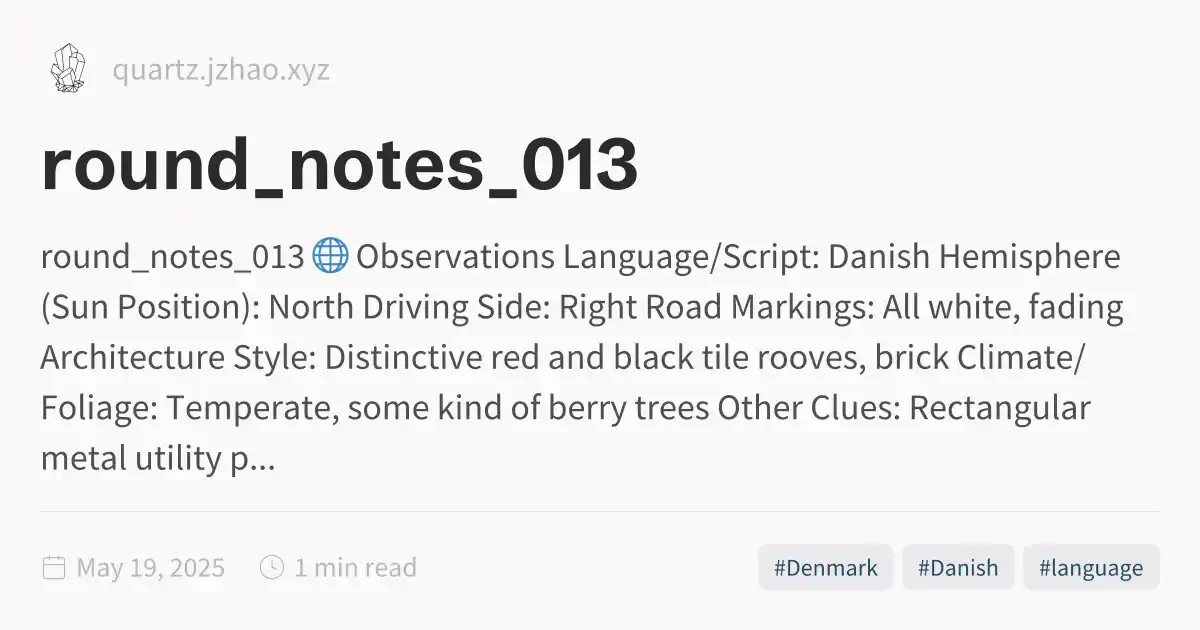 quartz.jzhao.xyz
round_notes_013
round_notes_013 🌐 Observations Language/Script: Danish Hemisphere
(Sun Position): North Driving Side: Right Road Markings: All white, fading
Architecture Style: Distinctive red and black tile rooves, brick Climate/
Foliage: Temperate, some kind of berry trees Other Clues: Rectangular
metal utility p...
May 19, 2025 1 min read #Denmark #Danish #language